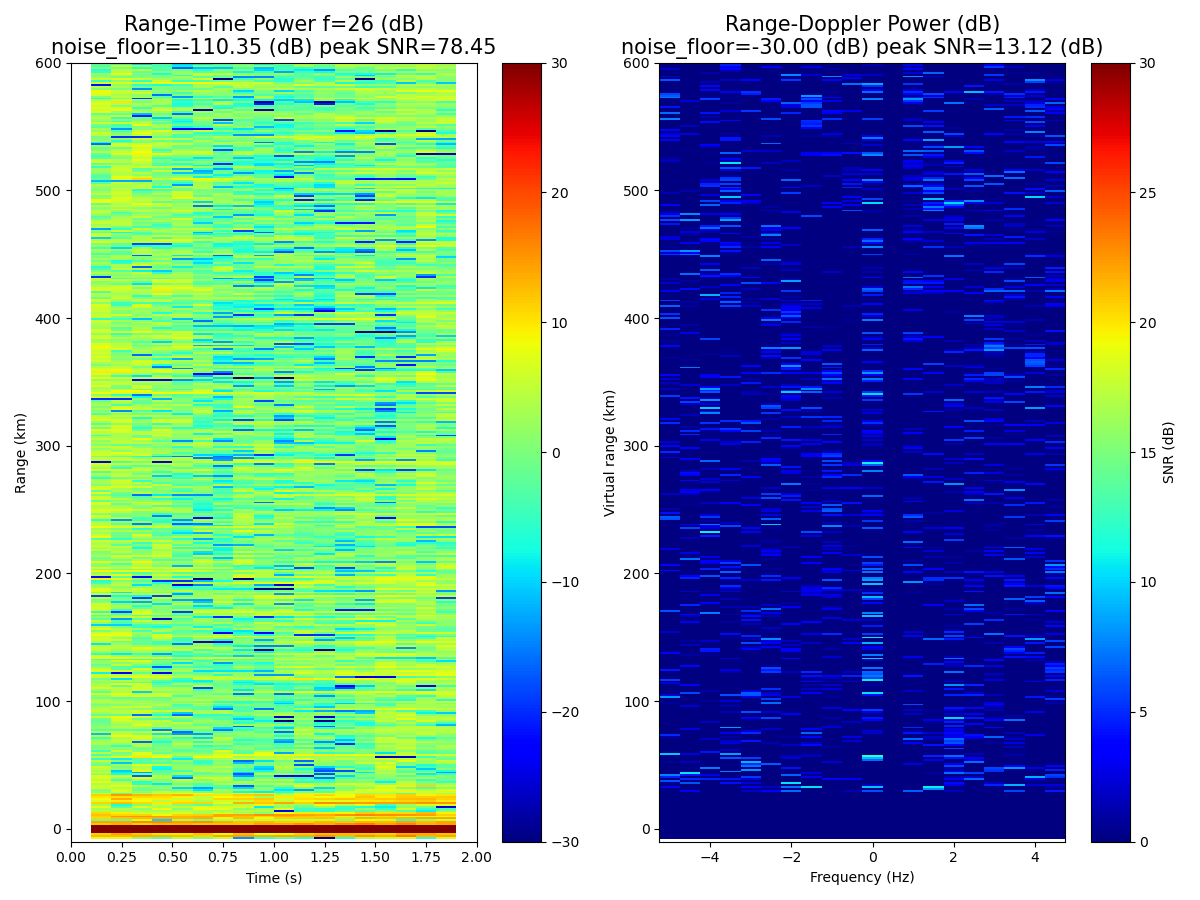 Range-Time Power f=26 (dB)
noise_floor=-110.35 (dB) peak SNR=78.45
Range-Doppler Power (dB)
noise_floor=-30.00 (dB) peak SNR=13.12 (dB)
600
500
400
300
200
100
0
Range (km)
0.00 0.25 0.50 0.75 1.00 1.25 1.50 1.75 2.00
Time (s)
30
20
10
0
−10
−20
−30
600
500
400
300
200
100
0
Virtual range (km)
−4 −2 0 2 4
Frequency (Hz)
30
25
20
15
10
5
0
SNR (dB)